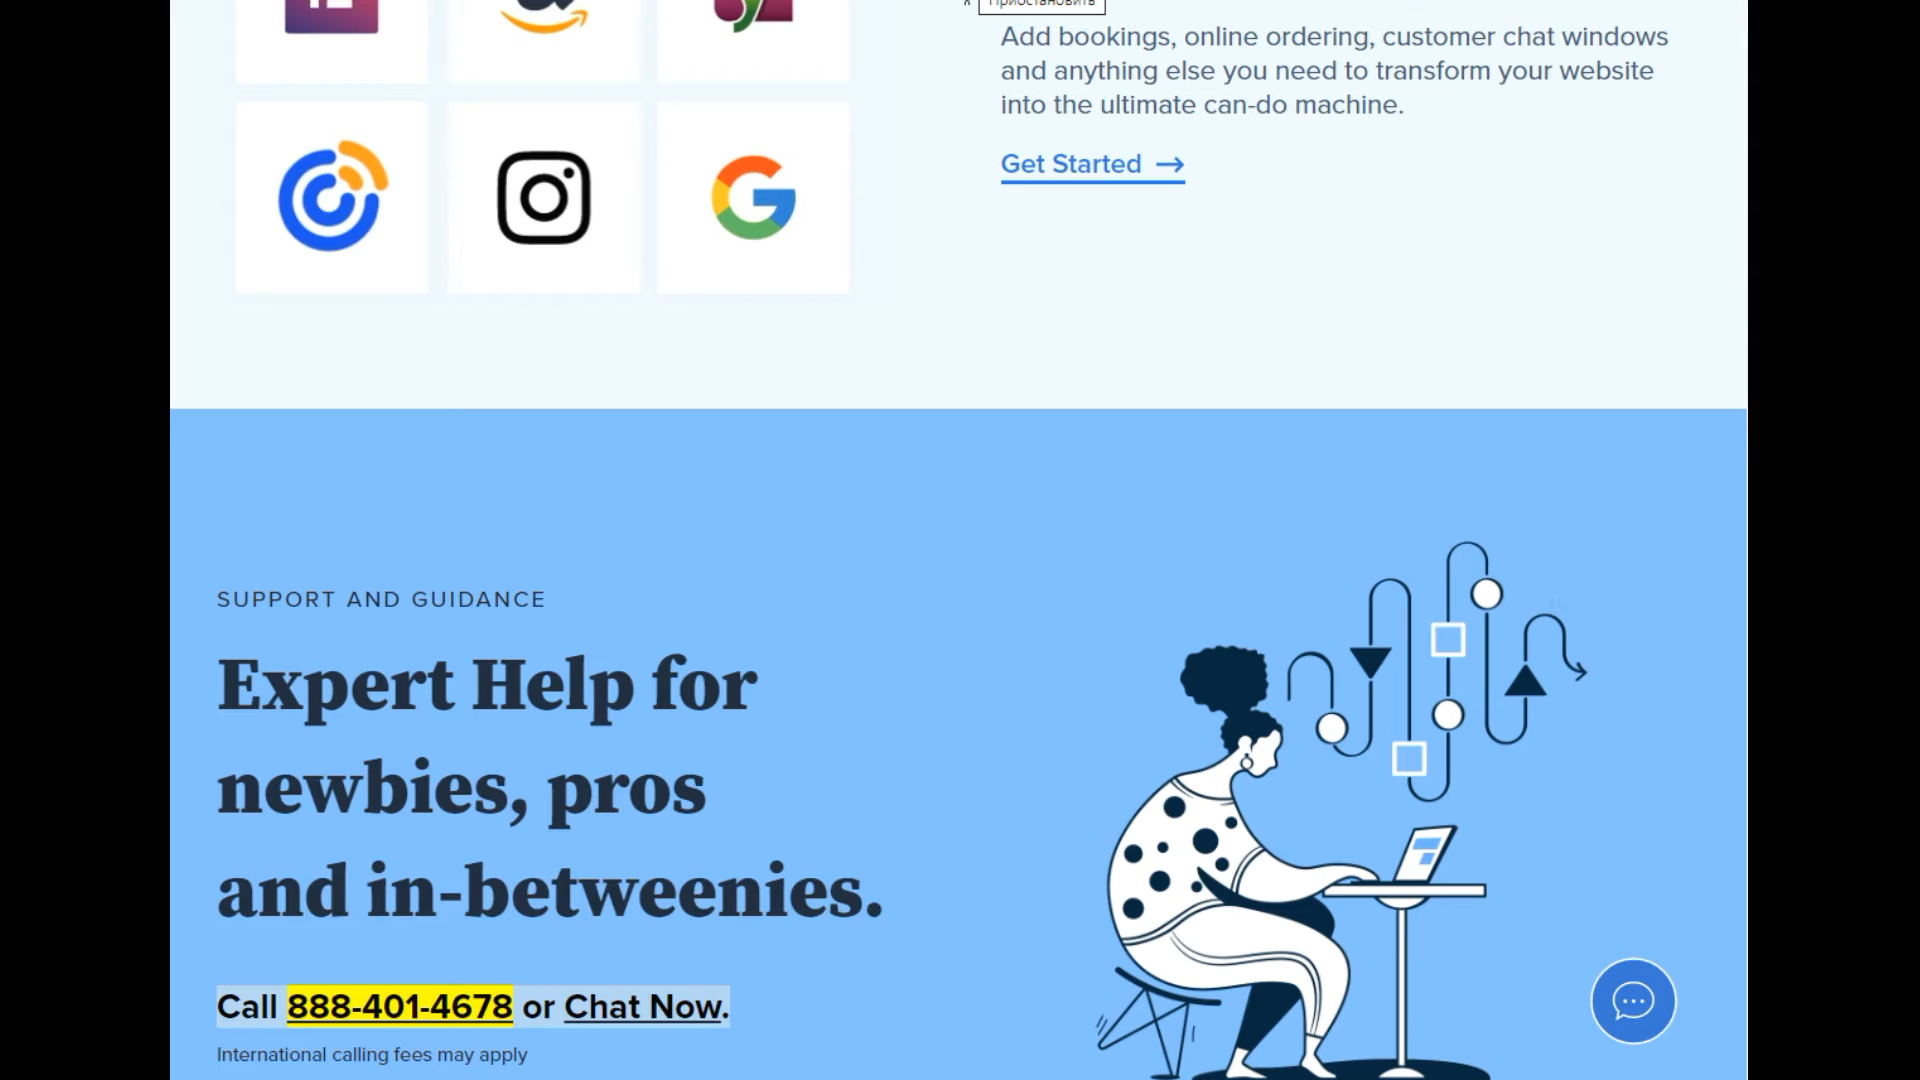 Приостановить
Add bookings, online ordering, customer chat windows
and anything else you need to transform your website
into the ultimate can-do machine.
Get Started →
SUPPORT AND GUIDANCE
Expert Help for
newbies, pros
and in-betweenies.
Call 888-401-4678 or Chat Now.
International calling fees may apply